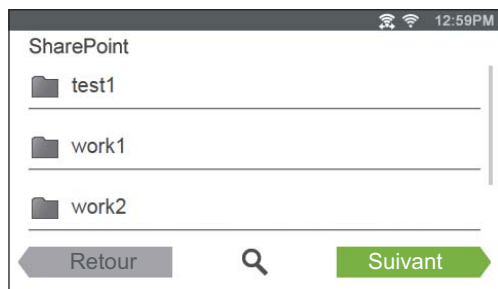 12:59PM
SharePoint
test1
work1
work2
Retour
Suivant